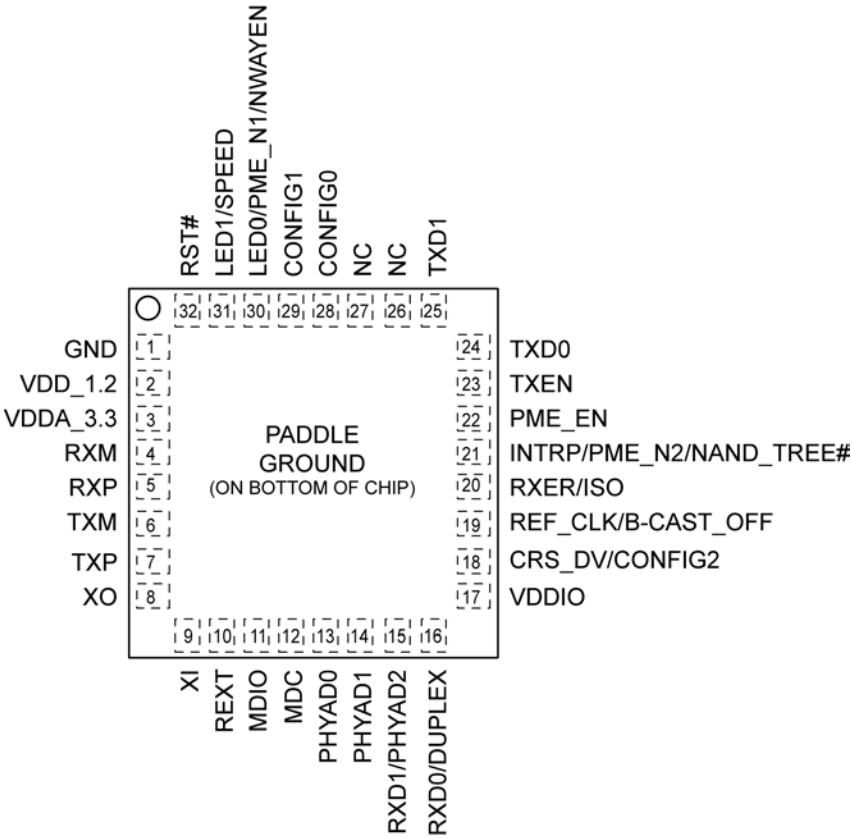 RST#
LED1/SPEED
LED0/PME_N1/NWAYEN
CONFIG1
CONFIG0
NC
NC
TXD1
32
31
30
29
28
27
26
25
GND 1
VDD_1.2 2
VDDA_3.3 3
RXM 4
RXP 5
TXM 6
TXP 7
XO 8
PADDLE
GROUND
(ON BOTTOM OF CHIP)
24 TXD0
23 TXEN
22 PME_EN
21 INTRP/PME_N2/NAND_TREE#
20 RXER/ISO
19 REF_CLK/B-CAST_OFF
18 CRS_DV/CONFIG2
17 VDDIO
9
10
11
12
13
14
15
16
XI
REXT
MDIO
MDC
PHYAD0
PHYAD1
RXD1/PHYAD2
RXD0/DUPLEX